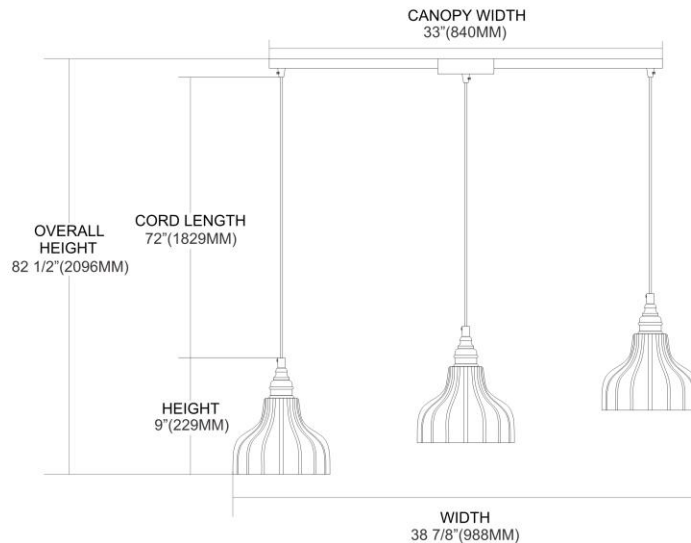 CANOPY WIDTH
33”(840MM)
OVERALL
HEIGHT
82 1/2”(2096MM)
CORD LENGTH
72”(1829MM)
HEIGHT
9”(229MM)
WIDTH
38 7/8”(988MM)